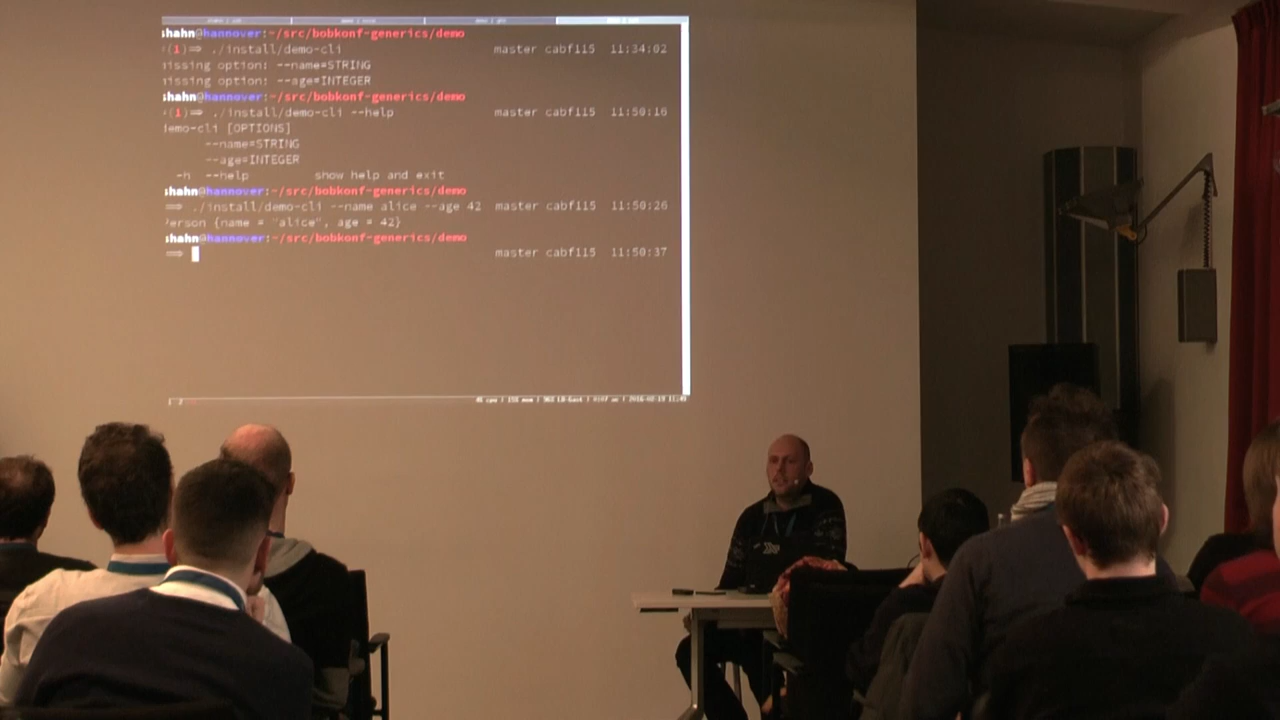 shahn@hannover:~/src/bobkonf-generics/demo
(1)⇒ ./install/demo-cli master cabf115 11:34:02
issing option: --name=STRING
issing option: --age=INTEGER
shahn@hannover:~/src/bobkonf-generics/demo
(1)⇒ ./install/demo-cli --help master cabf115 11:50:16
demo-cli [OPTIONS]
--name=STRING
--age=INTEGER
-h --help show help and exit
shahn@hannover:~/src/bobkonf-generics/demo
⇒ ./install/demo-cli --name alice --age 42 master cabf115 11:50:26
Person {name = "alice", age = 42}
shahn@hannover:~/src/bobkonf-generics/demo
⇒ master cabf115 11:50:37
1 2